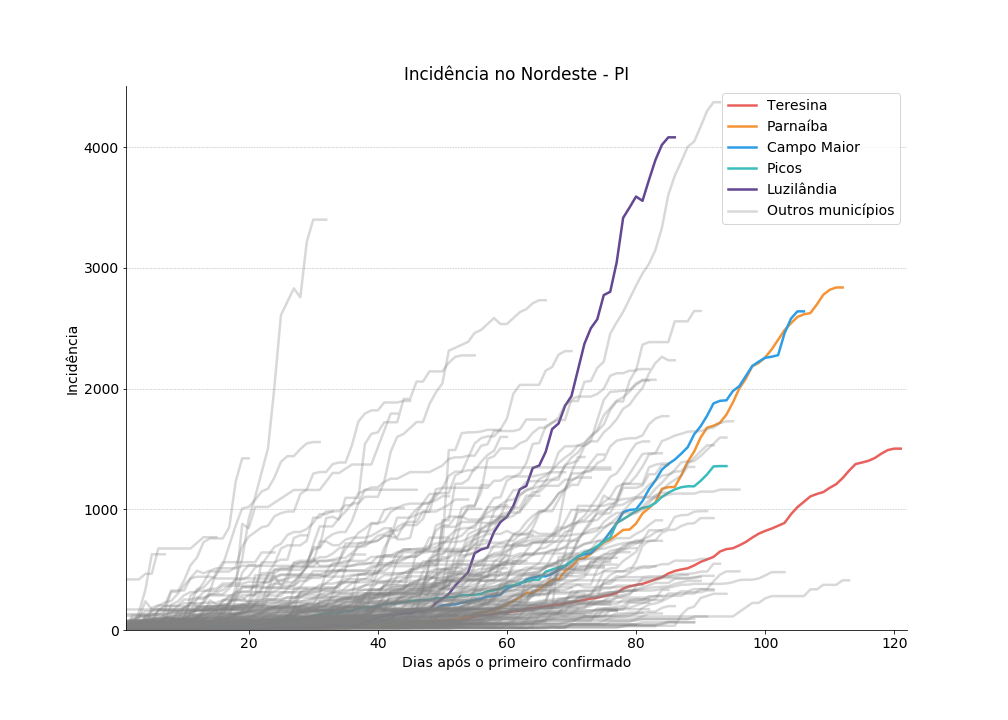 Incidência no Nordeste - PI
Teresina
Parnaíba
Campo Maior
Picos
Luzilândia
Outros municípios
4000
3000
2000
1000
0
Incidência
20
40
60
80
100
120
Dias após o primeiro confirmado